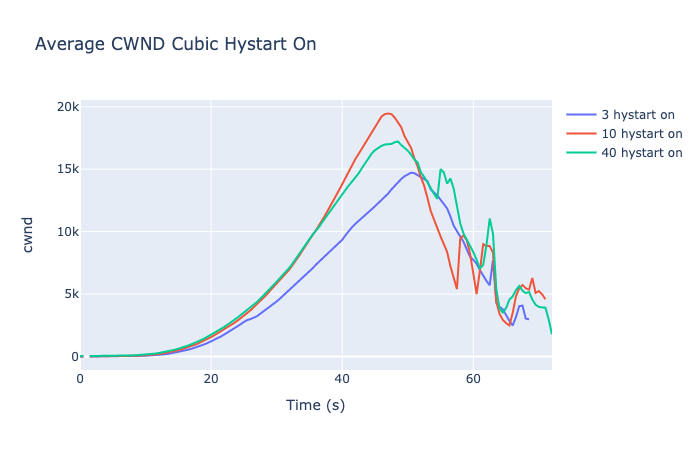 Average CWND Cubic Hystart On
20k
15k
10k
5k
0
0
20
40
60
Time (s)
cwnd
3 hystart on
10 hystart on
40 hystart on